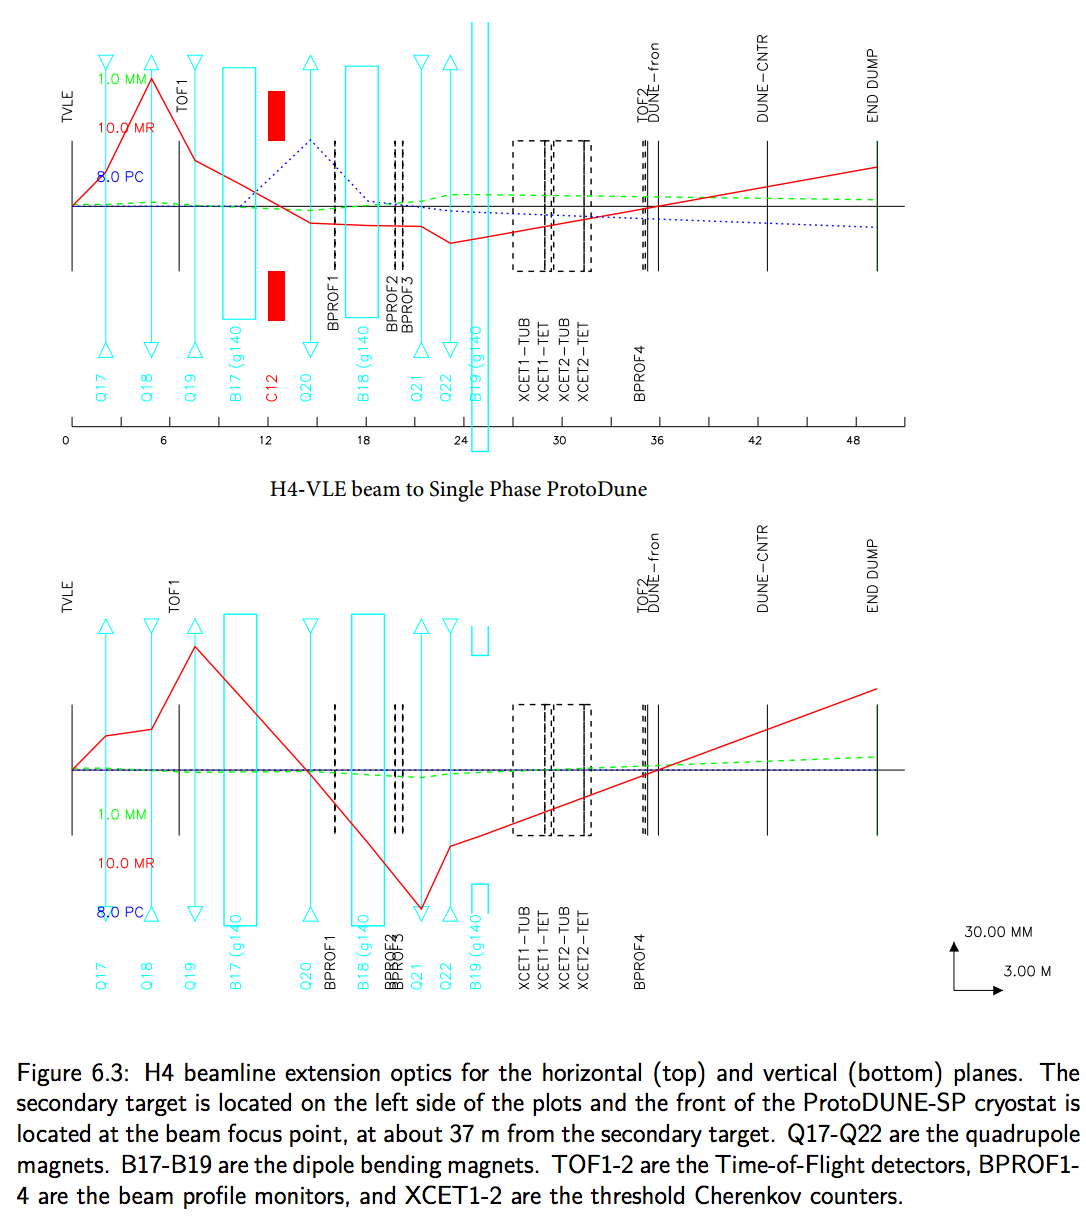 TVLE
TOF1
TOF2
DUNE-fron
DUNE-CNTR
END DUMP
1.0 MM
10.0 MR
8.0 PC
BPROF1
BPROF2
BPROF3
Q17
Q18
Q19
B17 (g140
C12
Q20
B18 (g140
Q21
Q22
B19 (g140
XCET1-TUB
XCET1-TET
XCET2-TUB
XCET2-TET
BPROF4
0 6 12 18 24 30 36 42 48
H4-VLE beam to Single Phase ProtoDune
TVLE
TOF1
TOF2
DUNE-fron
DUNE-CNTR
END DUMP
1.0 MM
10.0 MR
8.0 PC
Q17
Q18
Q19
B17 (g140
Q20
BPROF1
B18 (g140
BPROF2
BPROF3
Q21
Q22
B19 (g140
XCET1-TUB
XCET1-TET
XCET2-TUB
XCET2-TET
BPROF4
30.00 MM
3.00 M
Figure 6.3: H4 beamline extension optics for the horizontal (top) and vertical (bottom) planes. The
secondary target is located on the left side of the plots and the front of the ProtoDUNE-SP cryostat is
located at the beam focus point, at about 37 m from the secondary target. Q17-Q22 are the quadrupole
magnets. B17-B19 are the dipole bending magnets. TOF1-2 are the Time-of-Flight detectors, BPROF1-
4 are the beam profile monitors, and XCET1-2 are the threshold Cherenkov counters.